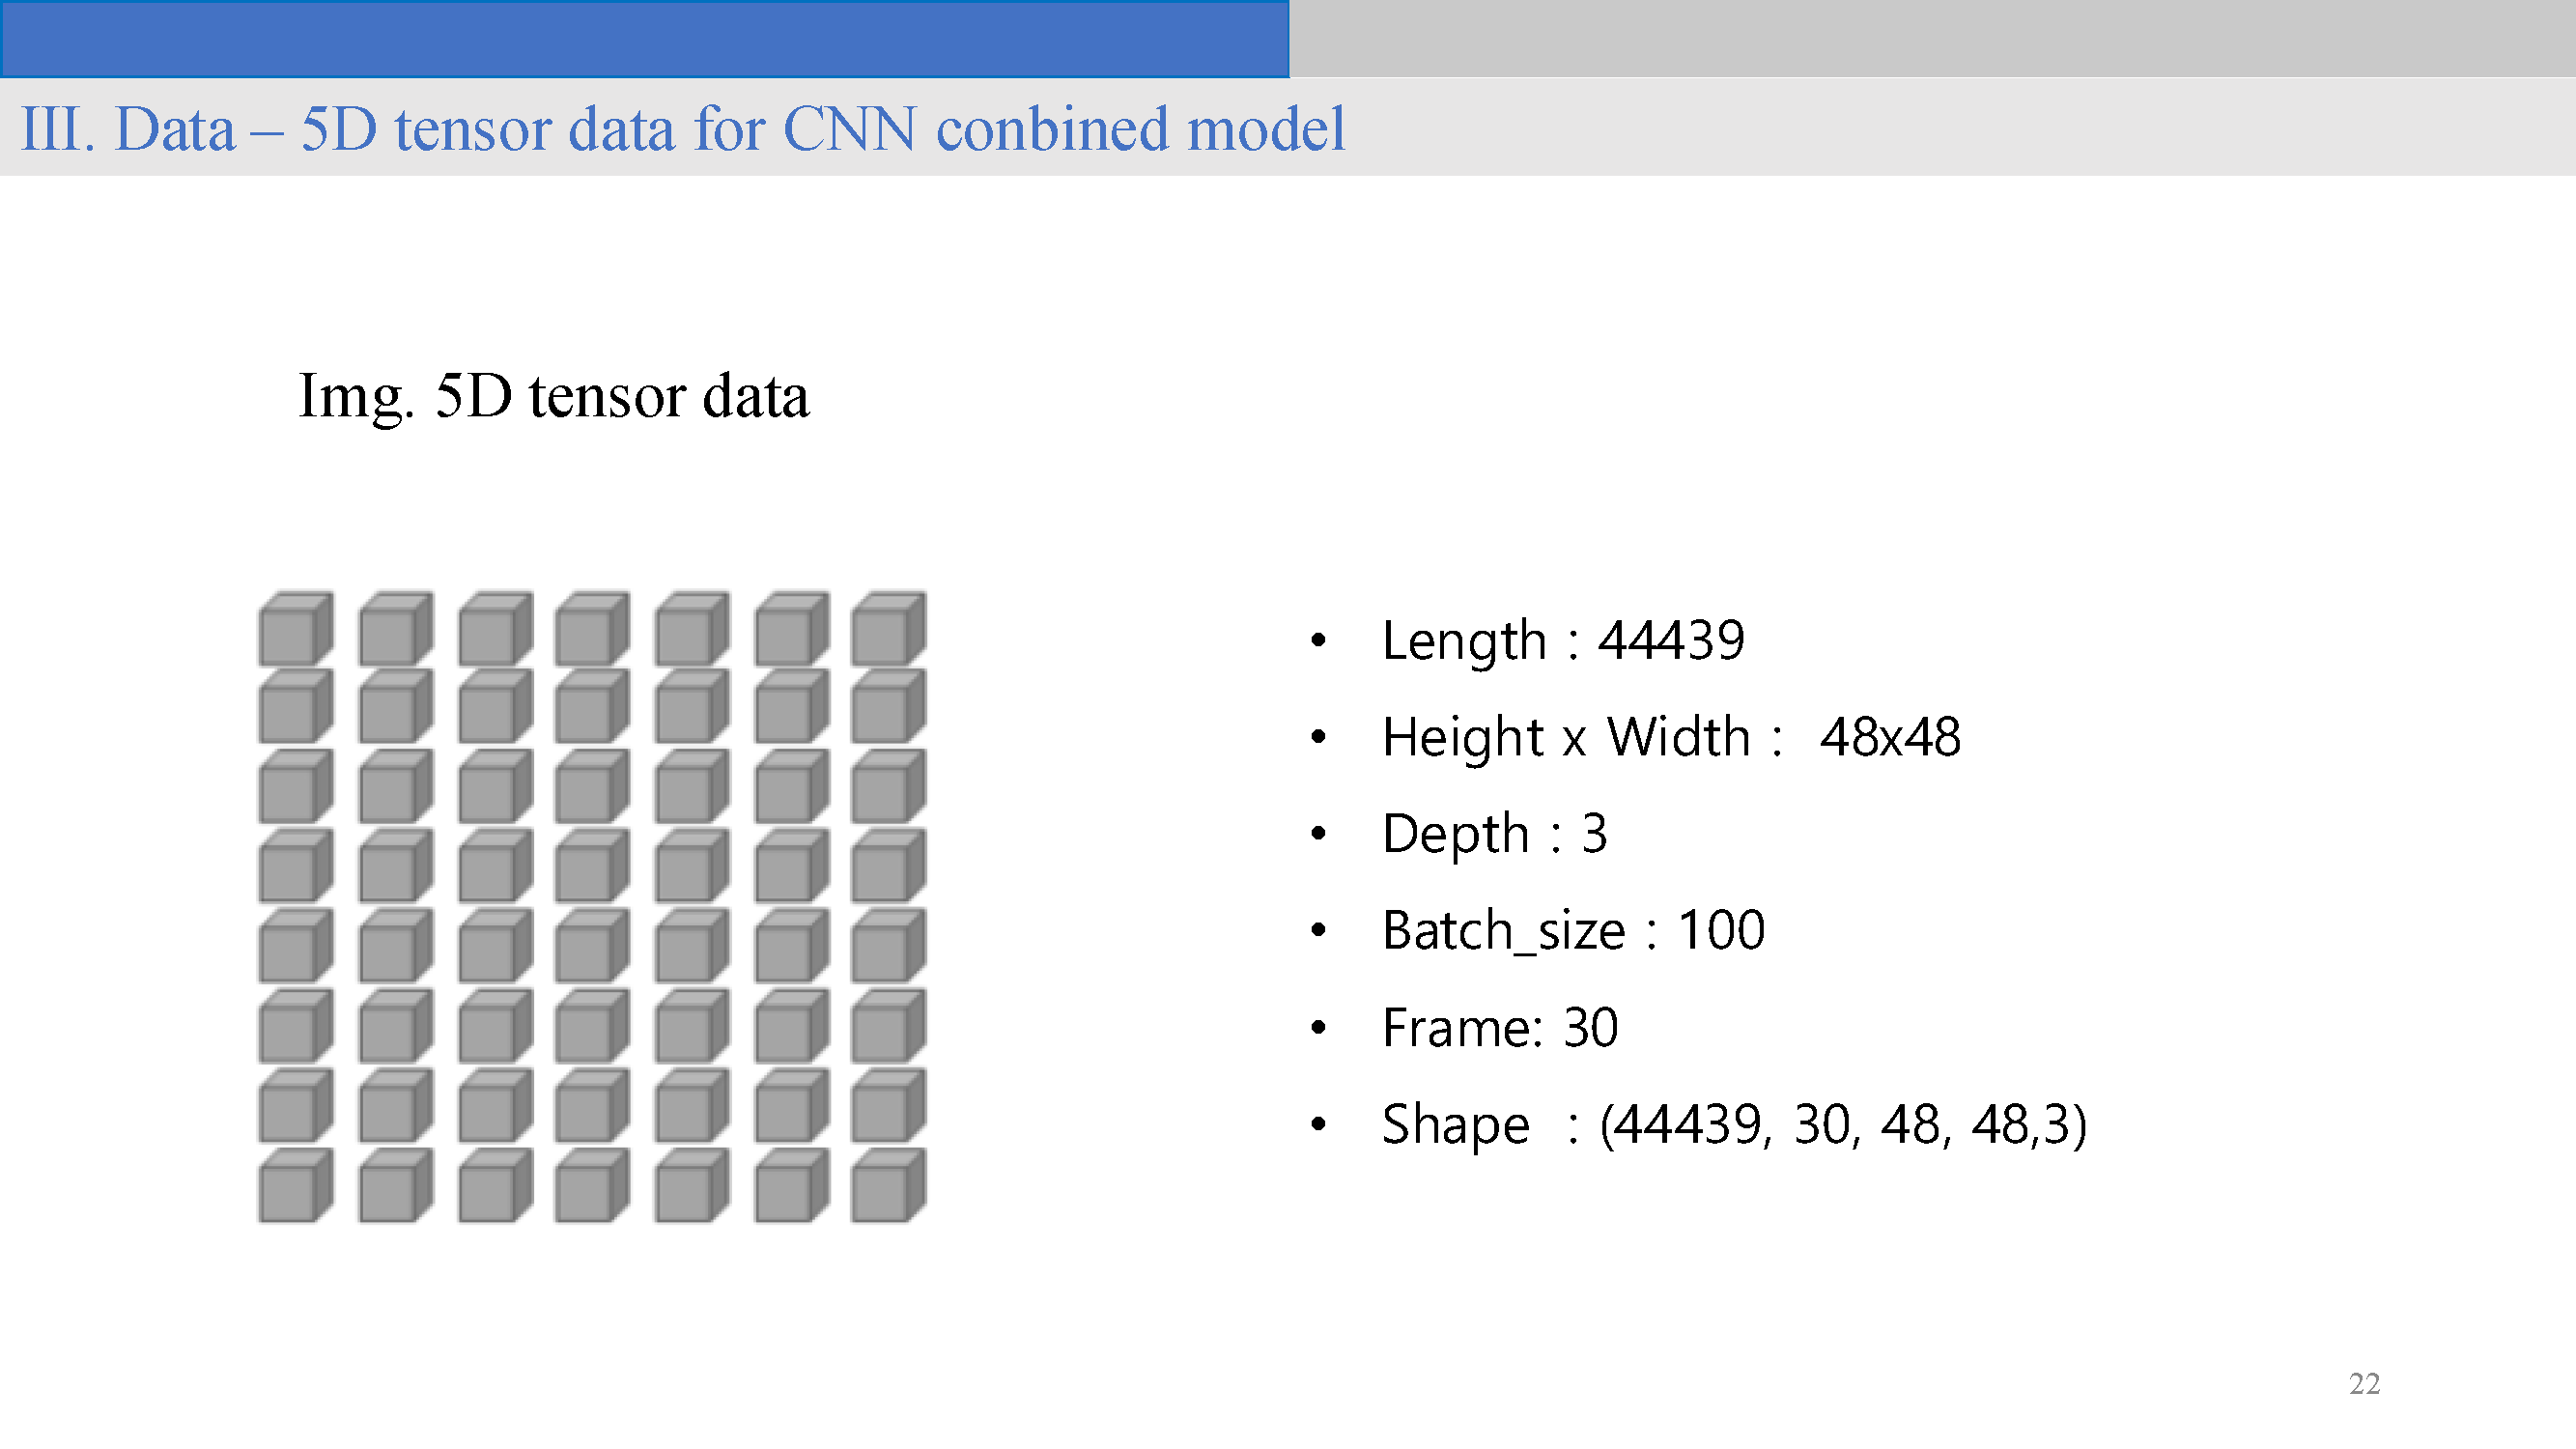 III. Data – 5D tensor data for CNN conbined model
Img. 5D tensor data
• Length : 44439
• Height x Width : 48x48
• Depth : 3
• Batch_size : 100
• Frame: 30
• Shape : (44439, 30, 48, 48,3)
22